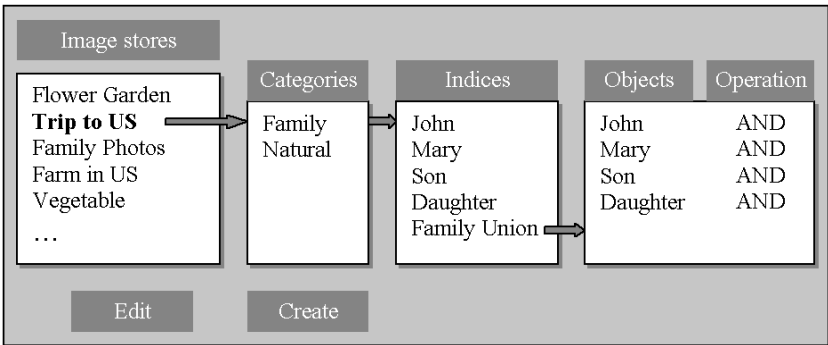 Image stores
Flower Garden
Trip to US
Family Photos
Farm in US
Vegetable
…
Categories
Family
Natural
Indices
John
Mary
Son
Daughter
Family Union
Objects Operation
John AND
Mary AND
Son AND
Daughter AND
Edit
Create